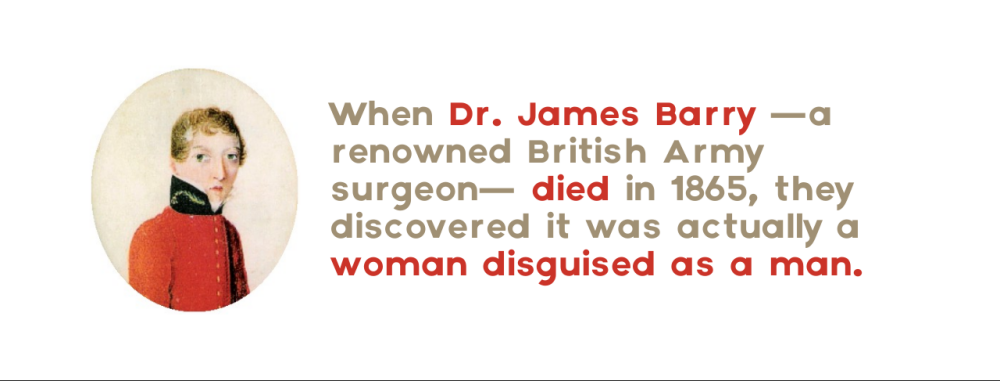 When Dr. James Barry —a
renowned British Army
surgeon— died in 1865, they
discovered it was actually a
woman disguised as a man.